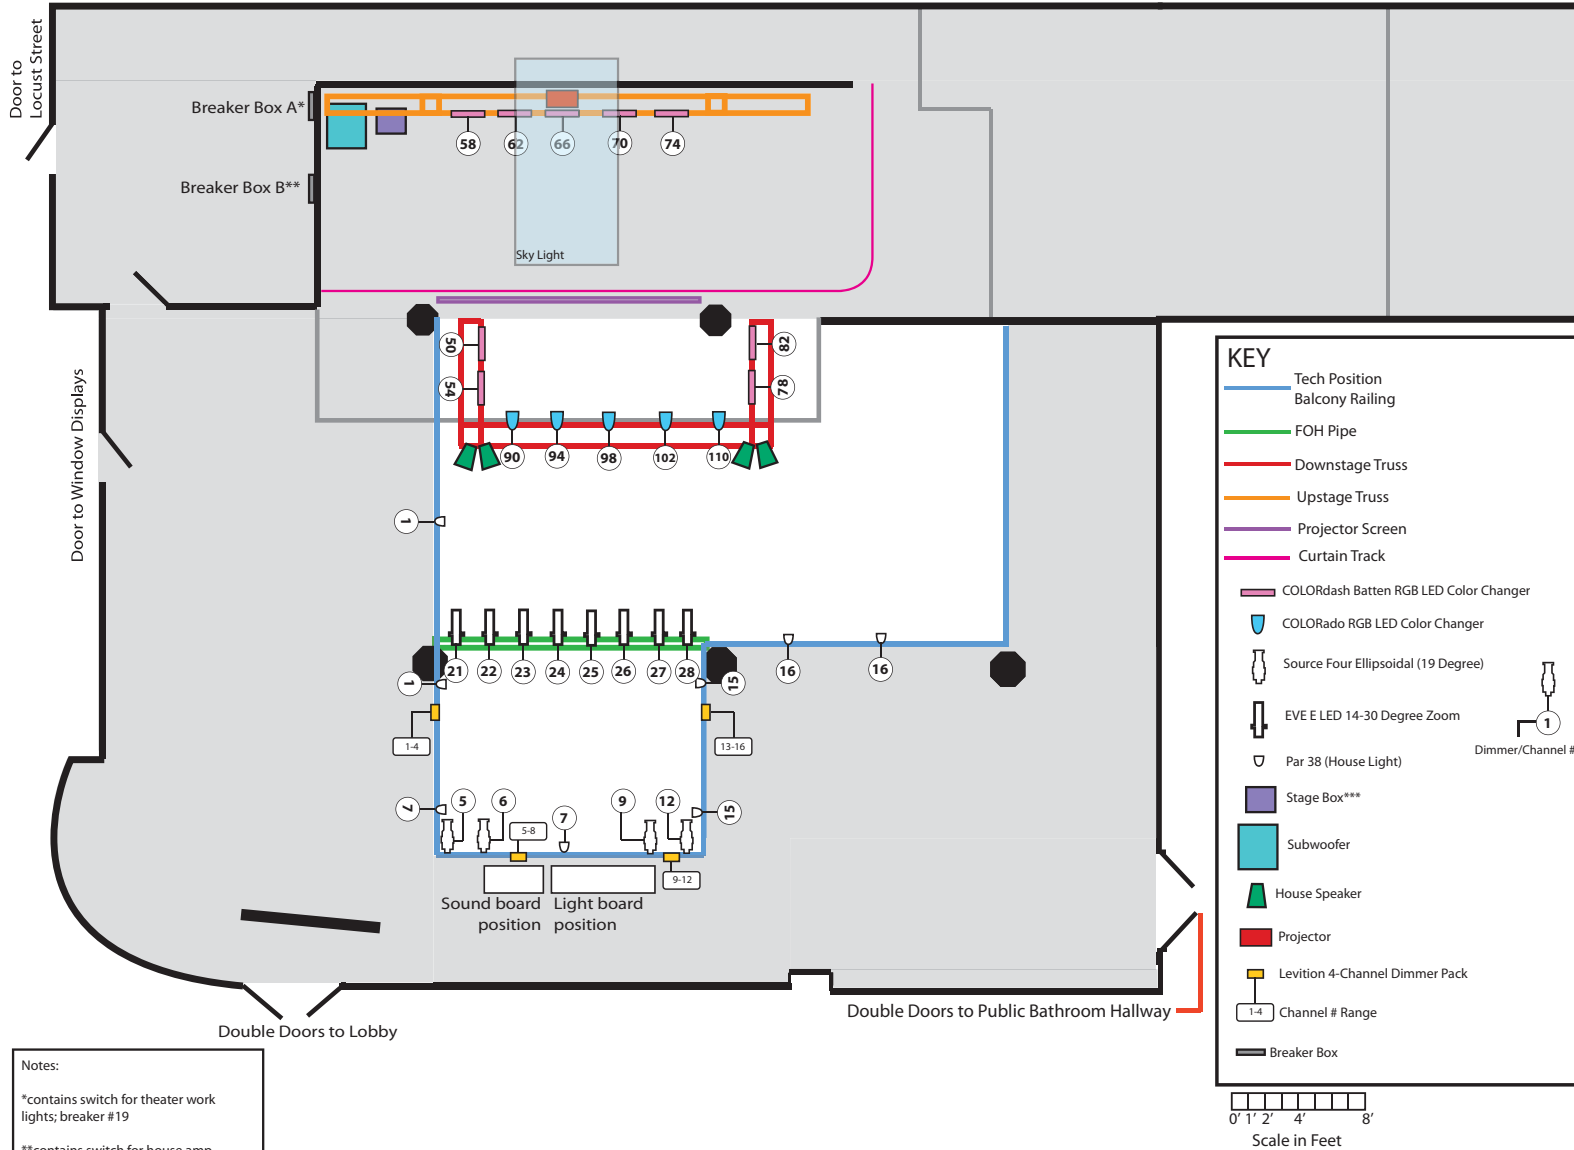 Door to
Locust Street
Breaker Box A*
Breaker Box B**
58
62
66
70
74
Sky Light
50
54
82
78
90
94
98
102
110
Door to Window Displays
1
21
22
23
24
25
26
27
28
16
16
1
15
1-4
13-16
7
5
6
5-8
7
9
12
15
9-12
Sound board
position
Light board
position
Double Doors to Lobby
Double Doors to Public Bathroom Hallway
KEY
Tech Position
Balcony Railing
FOH Pipe
Downstage Truss
Upstage Truss
Projector Screen
Curtain Track
COLORdash Batten RGB LED Color Changer
COLORado RGB LED Color Changer
Source Four Ellipsoidal (19 Degree)
EVE E LED 14-30 Degree Zoom
1
Dimmer/Channel #
Par 38 (House Light)
Stage Box***
Subwoofer
House Speaker
Projector
Levition 4-Channel Dimmer Pack
1-4
Channel # Range
Breaker Box
0' 1' 2' 4' 8'
Scale in Feet
Notes:
*contains switch for theater work
lights; breaker #19
**contains switch for house amp